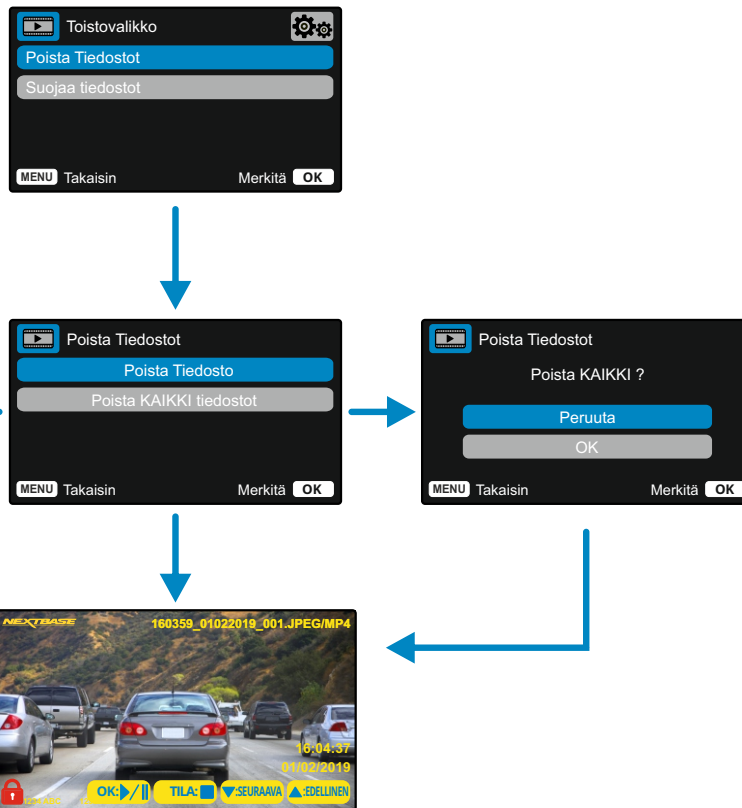 Toistovalikko
Poista Tiedostot
Suojaa tiedostot
MENU Takaisin Merkitä OK
Poista Tiedostot
Poista Tiedosto
Poista KAIKKI tiedostot
MENU Takaisin Merkitä OK
Poista Tiedostot
Poista KAIKKI ?
Peruuta
OK
MENU Takaisin Merkitä OK
NEXTBASE 160359_01022019_001.JPEG/MP4
16:04:37
01/02/2019
OK: TILA: :SEURAAVA :EDELLINEN